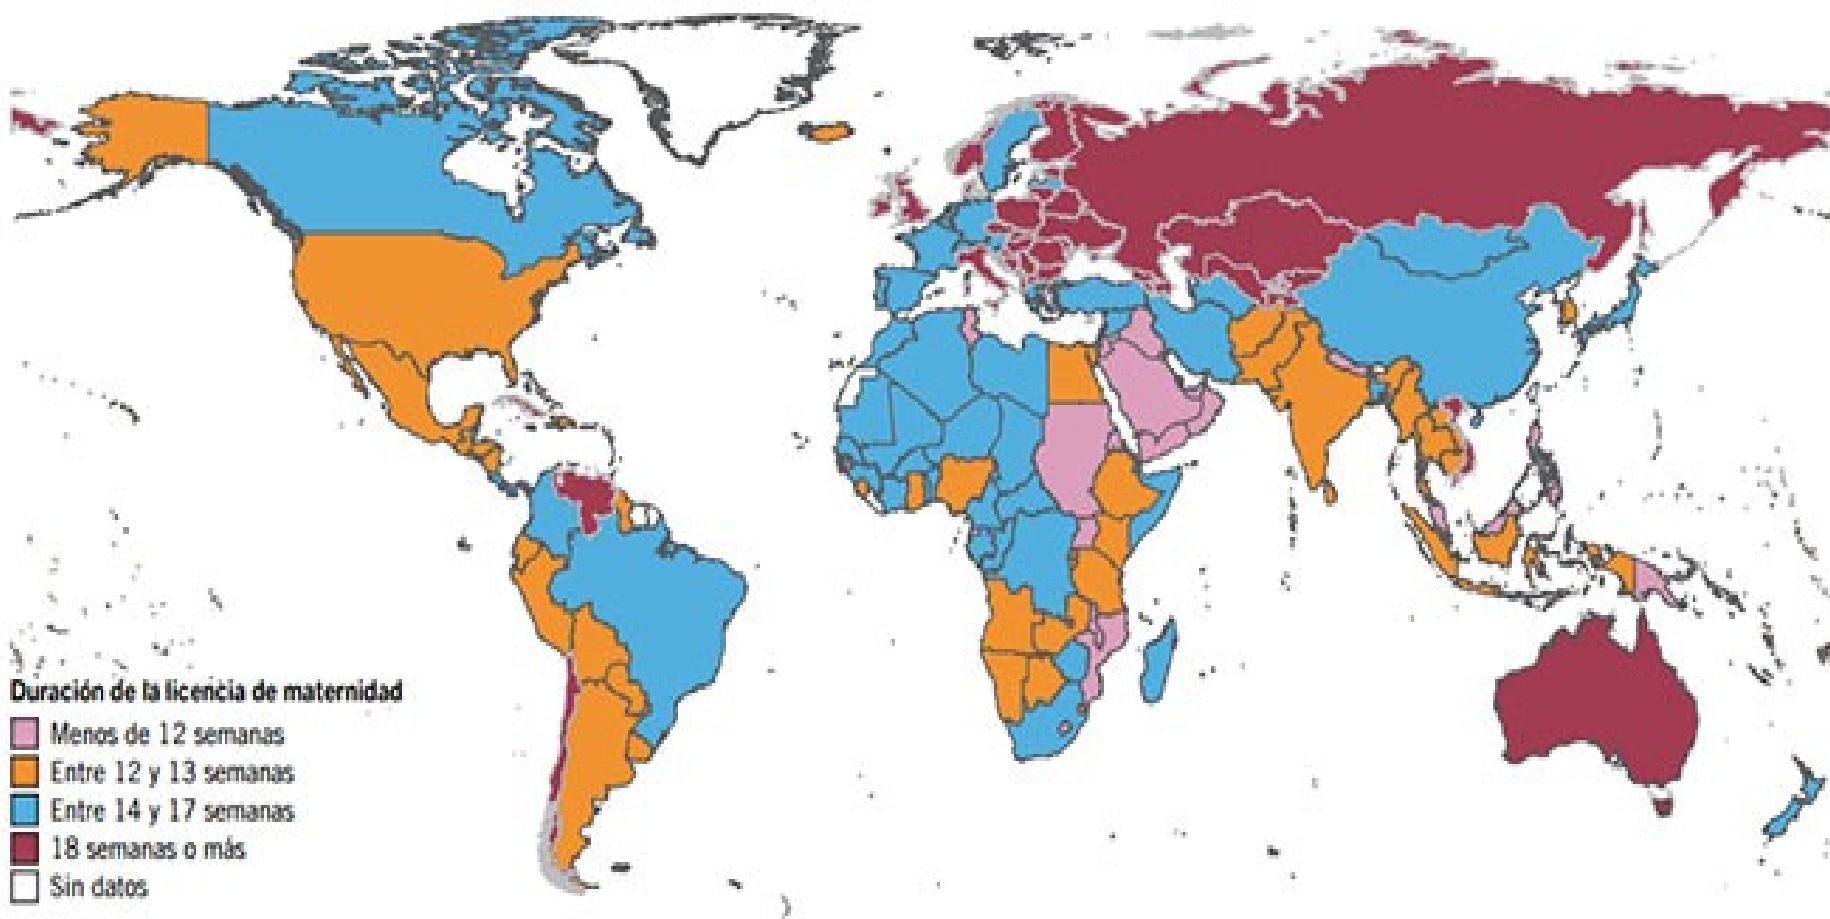 Duración de la licencia de maternidad
Menos de 12 semanas
Entre 12 y 13 semanas
Entre 14 y 17 semanas
18 semanas o más
Sin datos